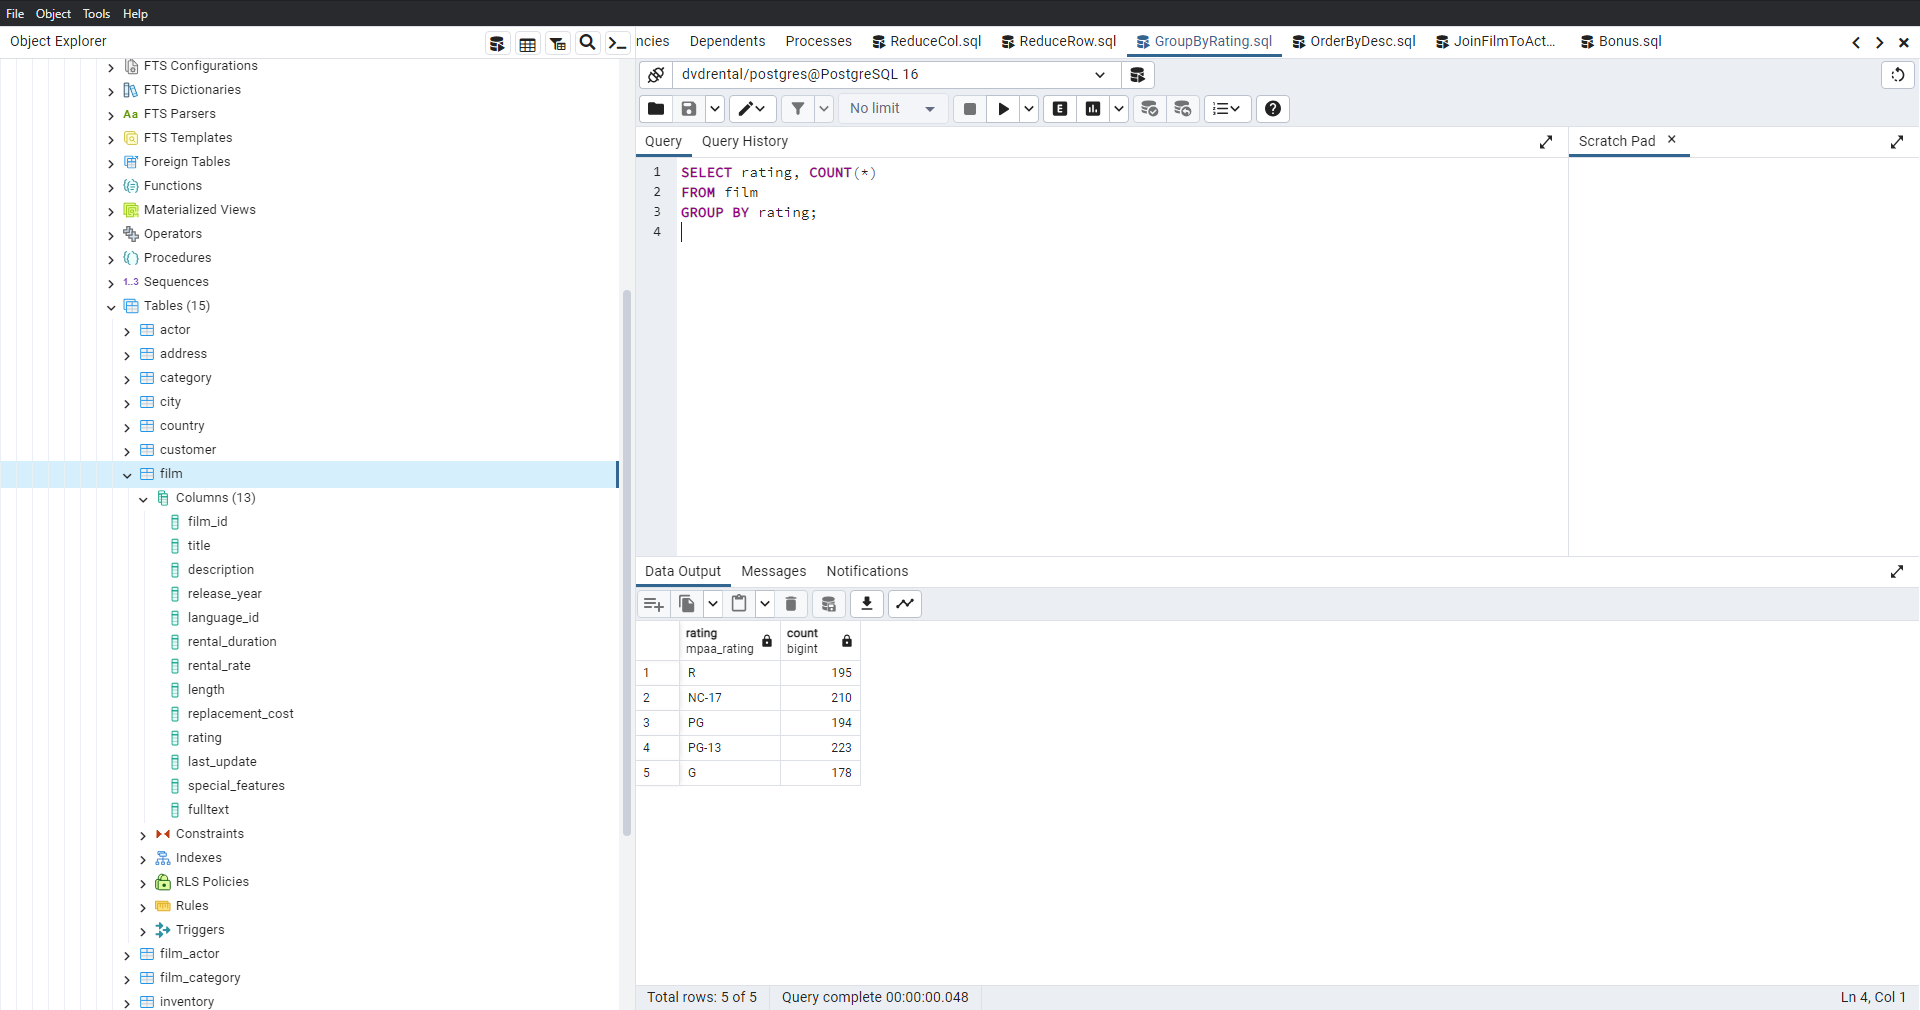 File Object Tools Help
Object Explorer
ncies Dependents Processes ReduceCol.sql ReduceRow.sql GroupByRating.sql OrderByDesc.sql JoinFilmToAct... Bonus.sql
FTS Configurations
FTS Dictionaries
Aa FTS Parsers
FTS Templates
Foreign Tables
Functions
Materialized Views
Operators
Procedures
1..3 Sequences
Tables (15)
actor
address
category
city
country
customer
film
Columns (13)
film_id
title
description
release_year
language_id
rental_duration
rental_rate
length
replacement_cost
rating
last_update
special_features
fulltext
Constraints
Indexes
RLS Policies
Rules
Triggers
film_actor
film_category
inventory
dvdrental/postgres@PostgreSQL 16
No limit E
Query Query History
Scratch Pad
1 SELECT rating, COUNT(*)
2 FROM film
3 GROUP BY rating;
4
Data Output Messages Notifications
rating count
mpaa_rating bigint
1 R 195
2 NC-17 210
3 PG 194
4 PG-13 223
5 G 178
Total rows: 5 of 5 Query complete 00:00:00.048 Ln 4, Col 1